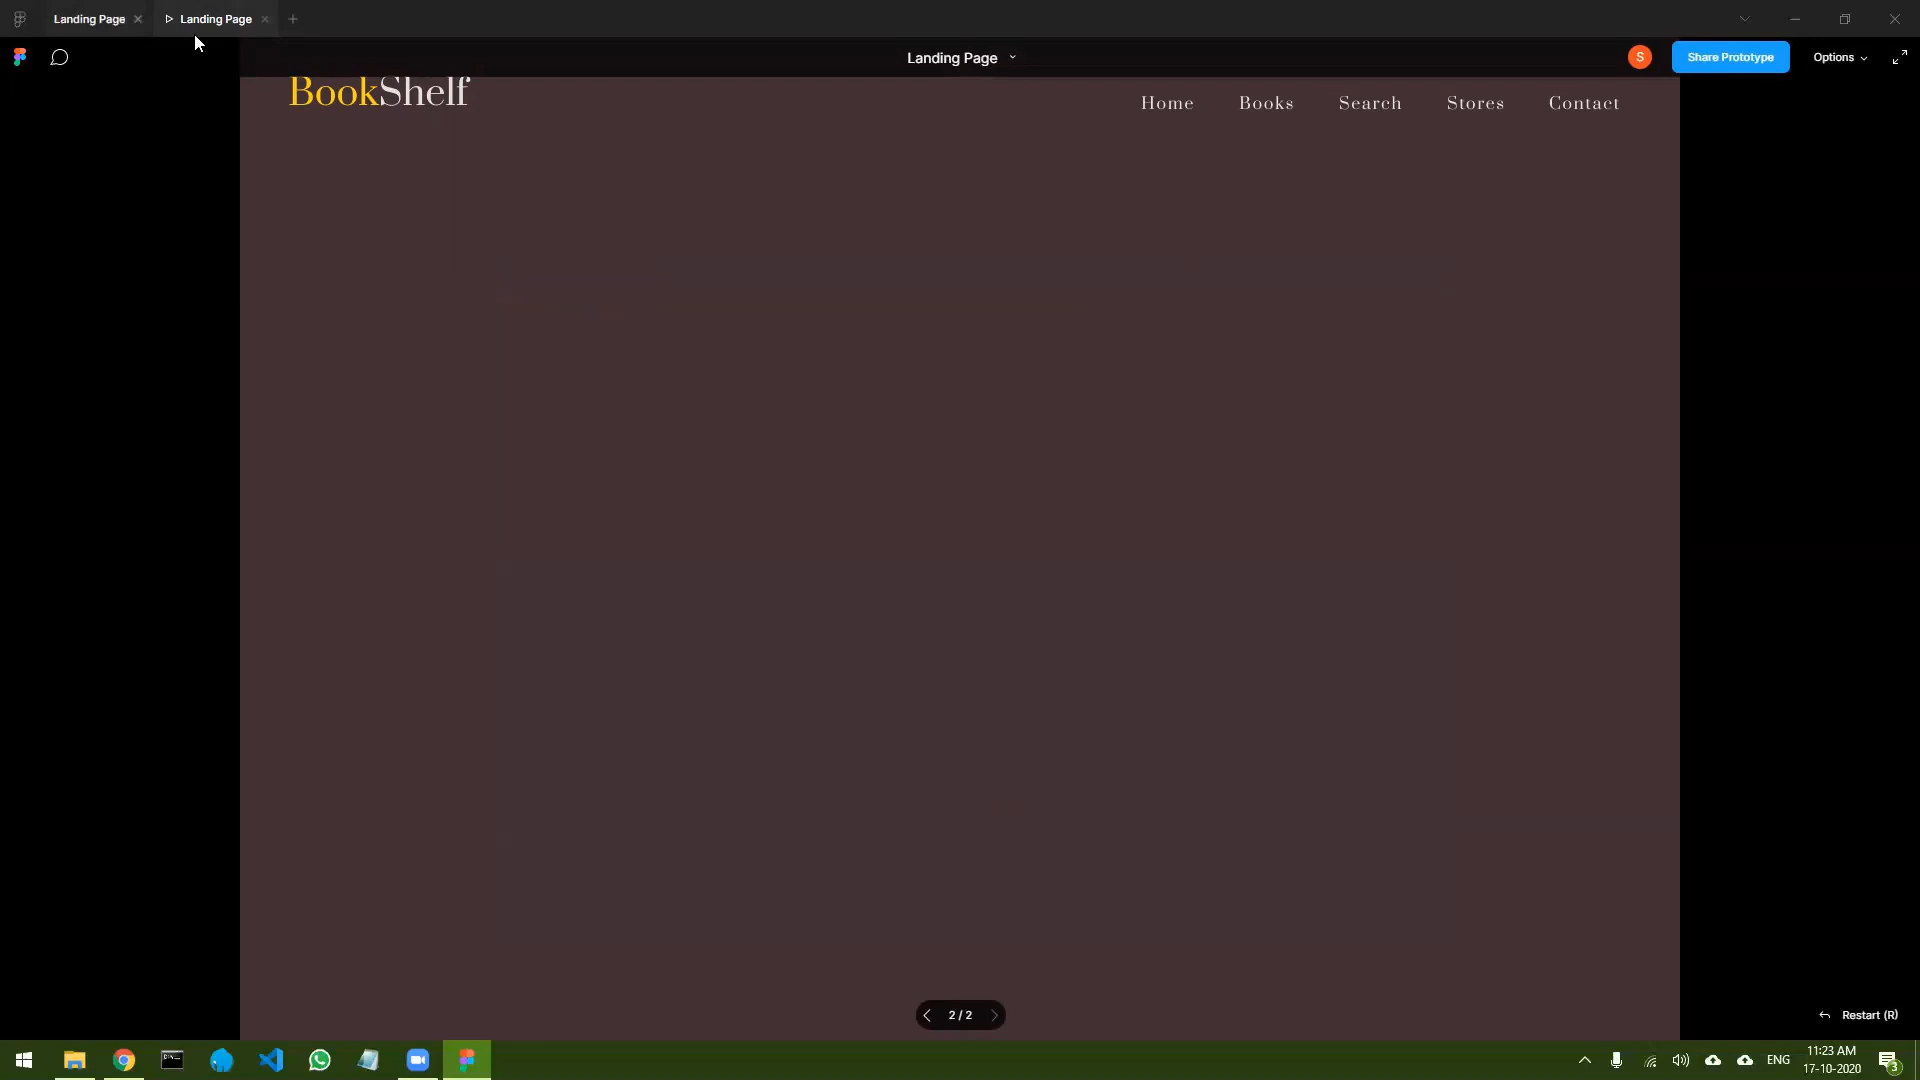 Landing Page
Landing Page
Landing Page
S
Share Prototype
Options
BookShelf
Home
Books
Search
Stores
Contact
2 / 2
Restart (R)
ENG
11:23 AM
17-10-2020
3